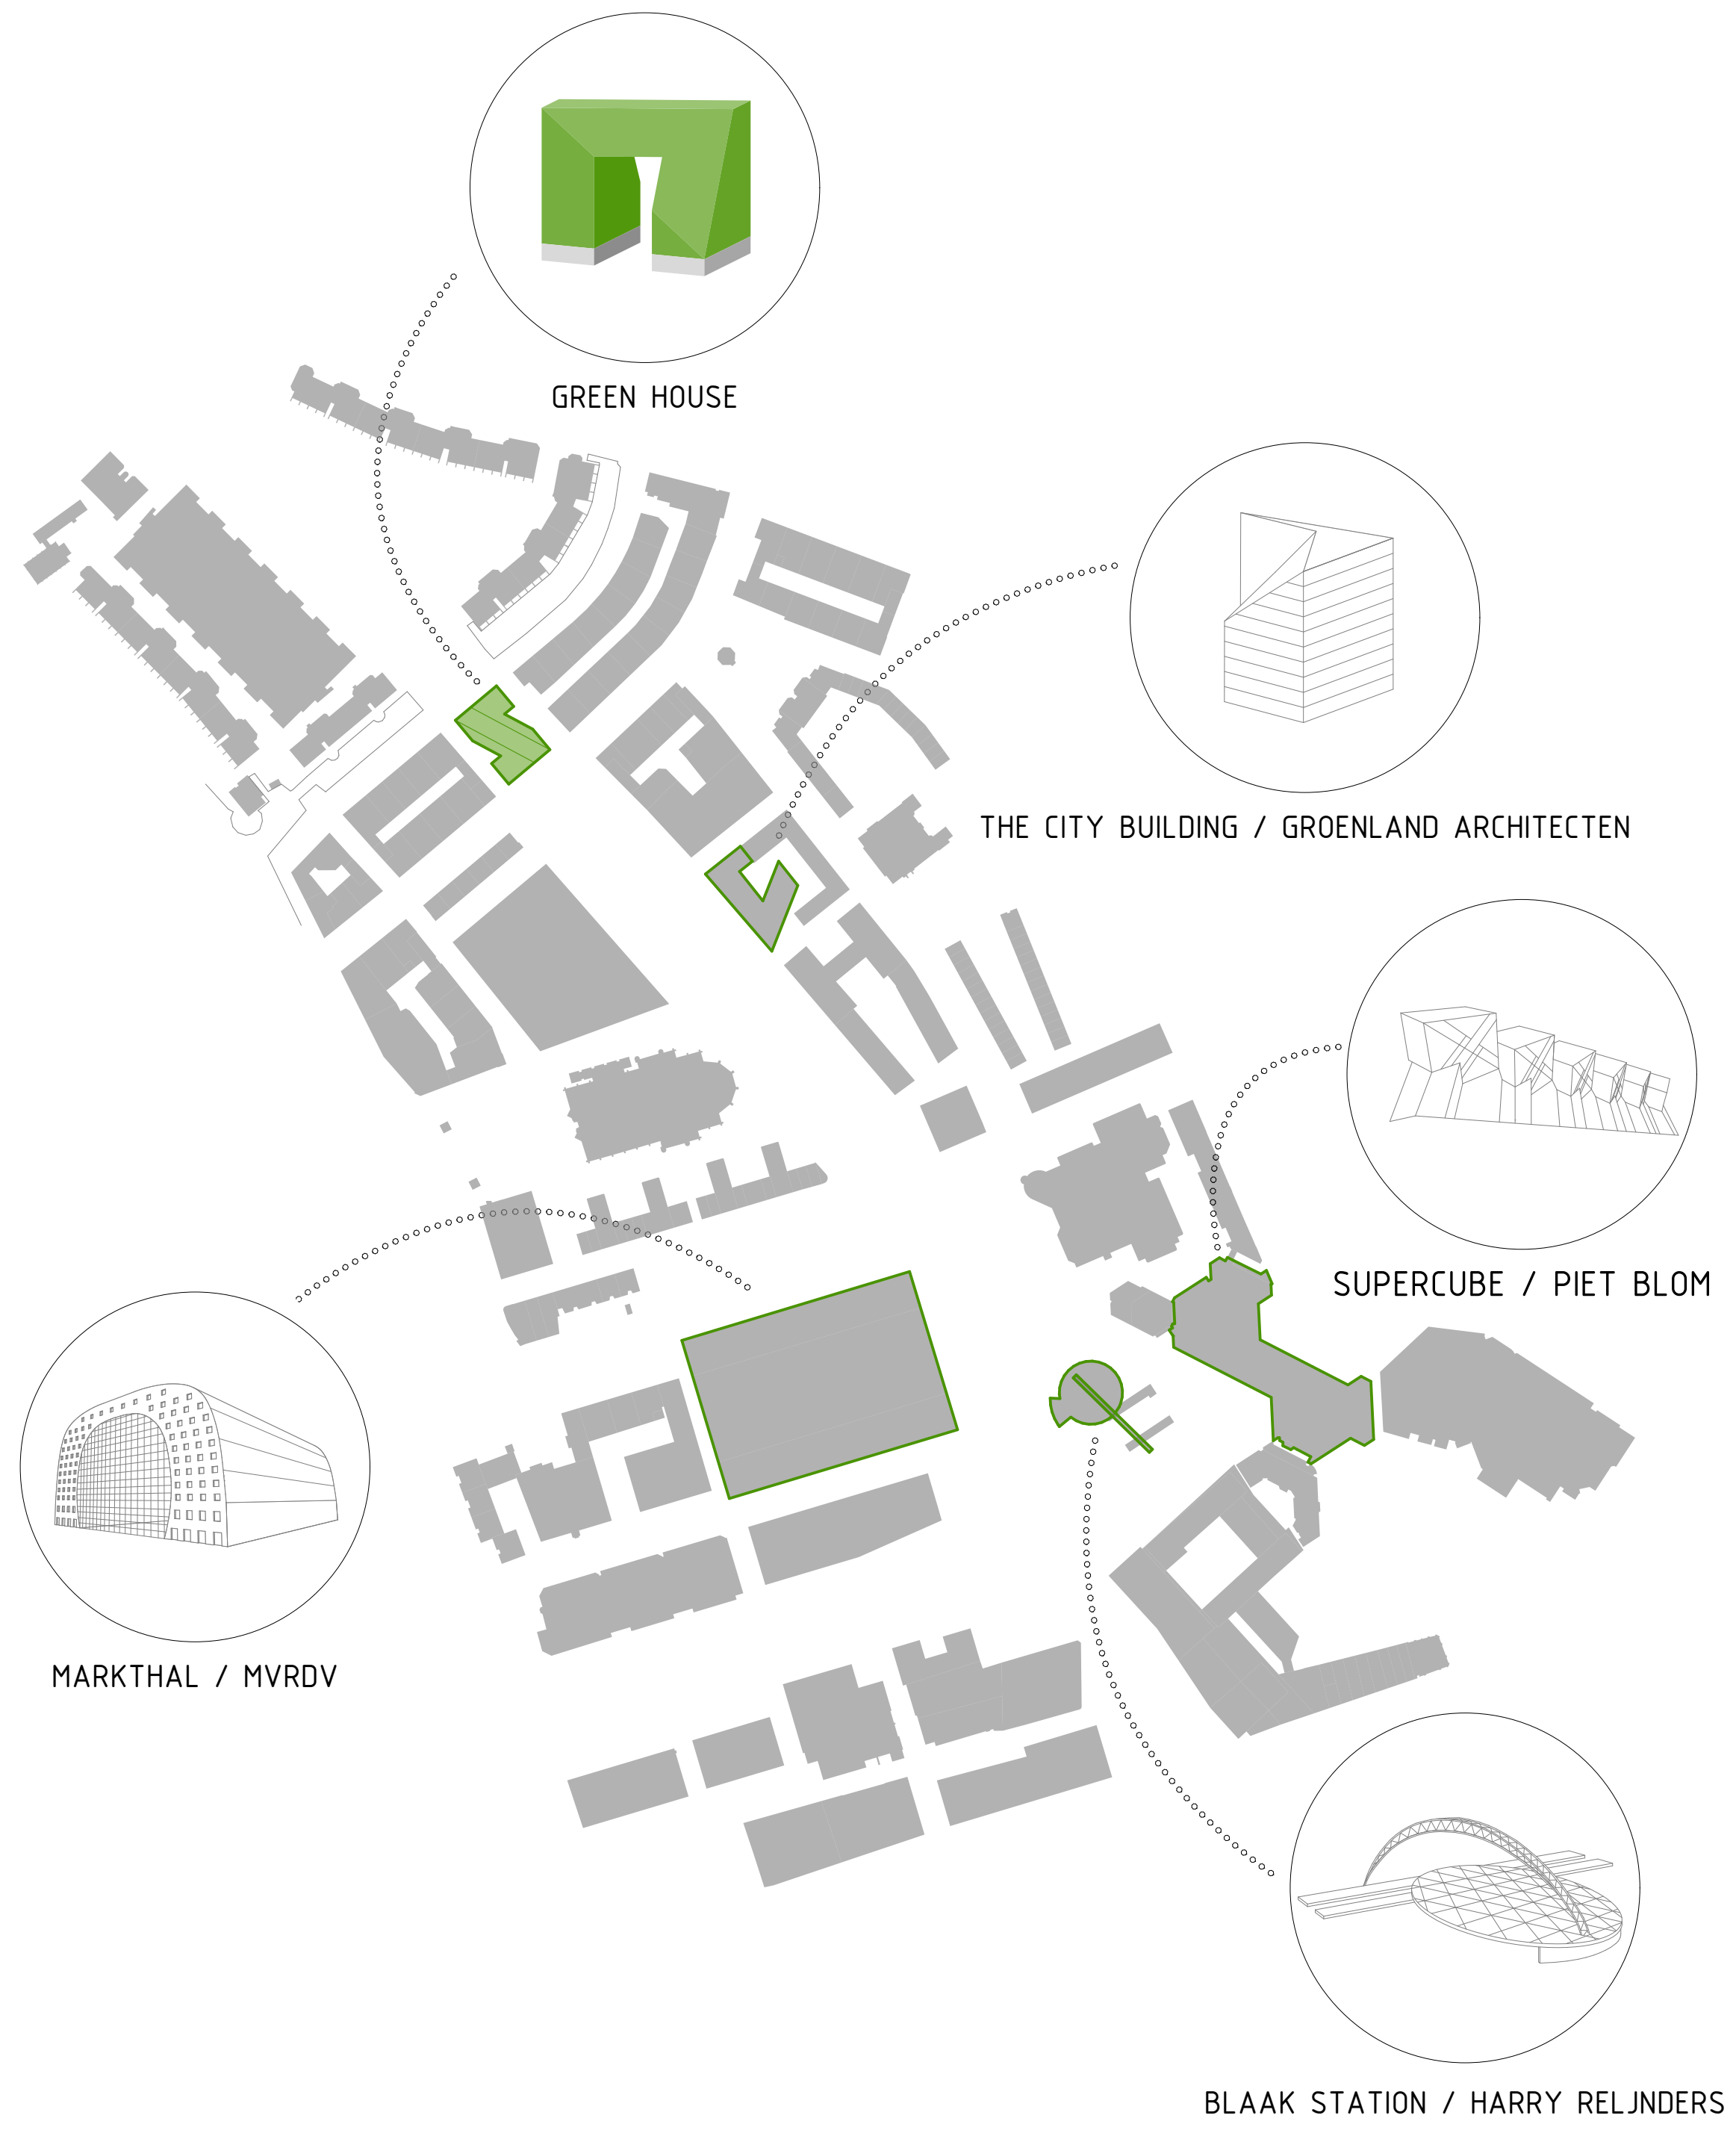 GREEN HOUSE
THE CITY BUILDING / GROENLAND ARCHITECTEN
SUPERCUBE / PIET BLOM
MARKTHAL / MVRDV
BLAAK STATION / HARRY RELJNDERS